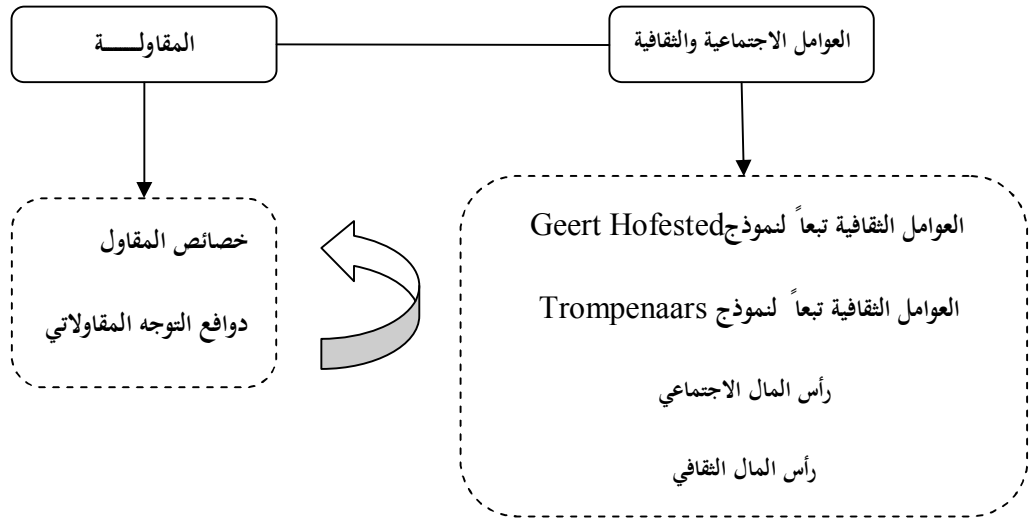 العوامل الاجتماعية والثقافية
المقاولـــــة
العوامل الثقافية تبعاً لنموذجGeert Hofested
العوامل الثقافية تبعاً لنموذج Trompenaars
رأس المال الاجتماعي
رأس المال الثقافي
خصائص المقاول
دوافع التوجه المقاولاتي